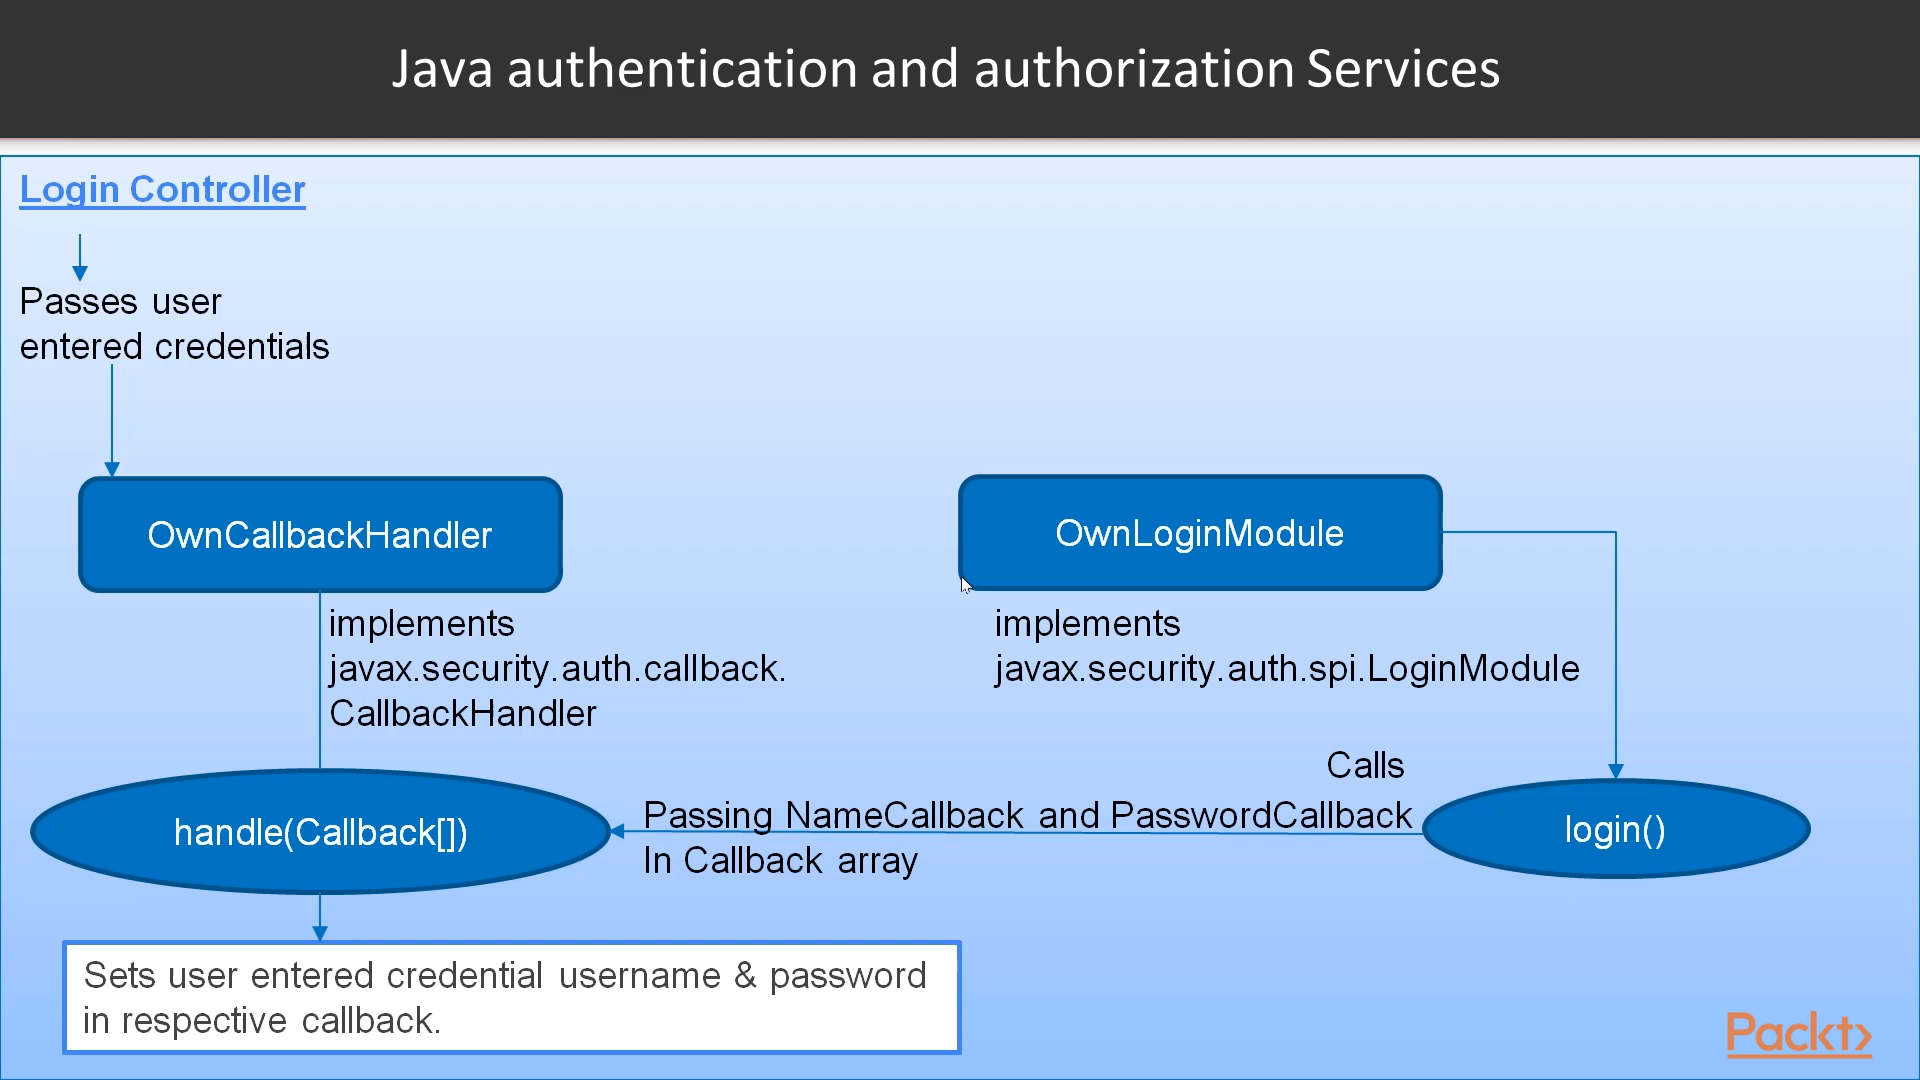 Java authentication and authorization Services
Login Controller
Passes user
entered credentials
OwnCallbackHandler
OwnLoginModule
implements
javax.security.auth.callback.
CallbackHandler
implements
javax.security.auth.spi.LoginModule
Calls
Passing NameCallback and PasswordCallback
In Callback array
handle(Callback[])
login()
Sets user entered credential username & password
in respective callback.
Packt>